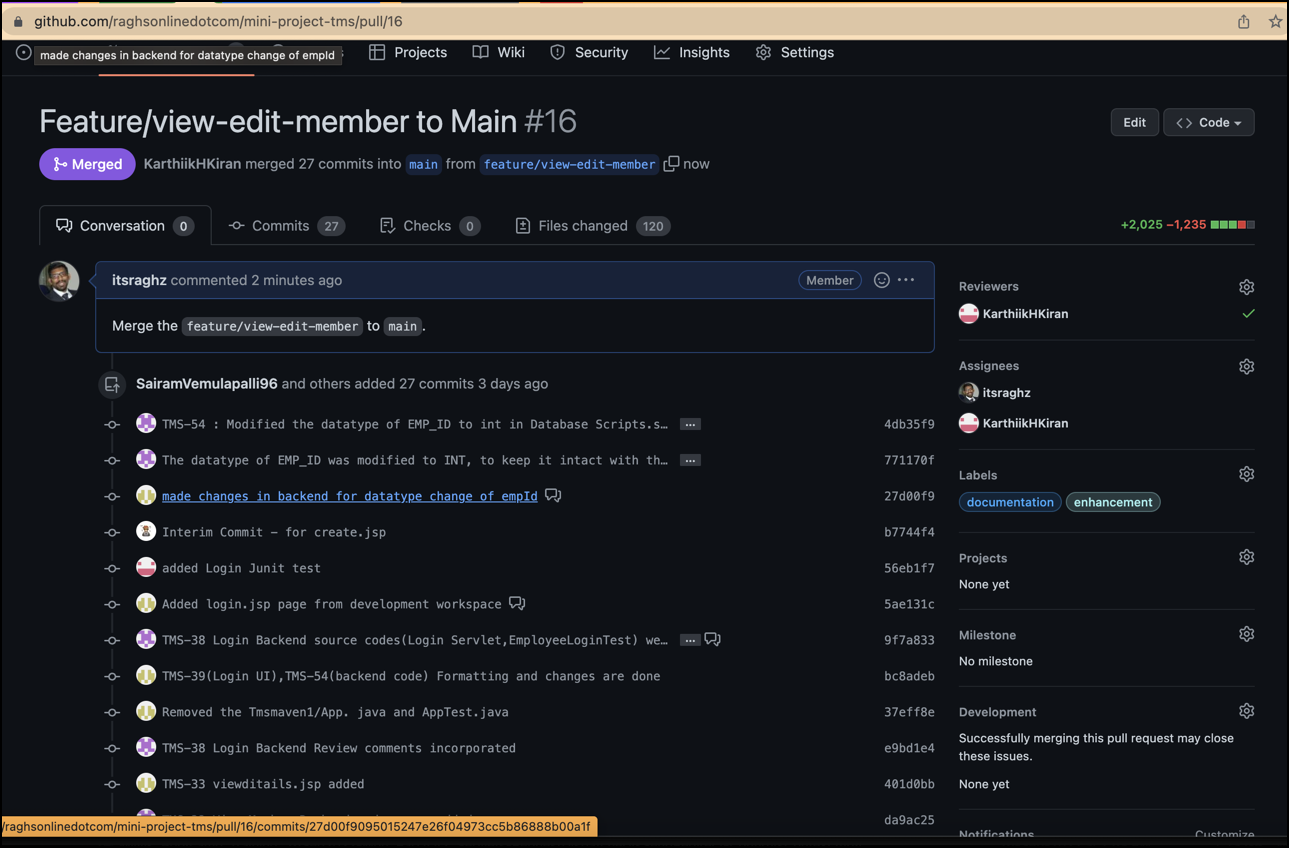 github.com/raghsonlinedotcom/mini-project-tms/pull/16
made changes in backend for datatype change of empId
Projects
Wiki
Security
Insights
Settings
Feature/view-edit-member to Main #16
Edit
<> Code
Merged
KarthiikHKiran merged 27 commits into main from feature/view-edit-member now
Conversation 0
Commits 27
Checks 0
Files changed 120
+2,025 −1,235
itsraghz commented 2 minutes ago
Member
Merge the feature/view-edit-member to main.
SairamVemulapalli96 and others added 27 commits 3 days ago
TMS-54 : Modified the datatype of EMP_ID to int in Database Scripts.s… … 4db35f9
The datatype of EMP_ID was modified to INT, to keep it intact with th… … 771170f
made changes in backend for datatype change of empId 27d00f9
Interim Commit – for create.jsp b7744f4
added Login Junit test 56eb1f7
Added login.jsp page from development workspace 5ae131c
TMS-38 Login Backend source codes(Login Servlet,EmployeeLoginTest) we… … 9f7a833
TMS-39(Login UI),TMS-54(backend code) Formatting and changes are done bc8adeb
Removed the Tmsmaven1/App. java and AppTest.java 37eff8e
TMS-38 Login Backend Review comments incorporated e9bd1e4
TMS-33 viewditails.jsp added 401d0bb
da9ac25
/raghsonlinedotcom/mini-project-tms/pull/16/commits/27d00f9095015247e26f04973cc5b86888b00a1f
Reviewers
KarthiikHKiran
Assignees
itsraghz
KarthiikHKiran
Labels
documentation enhancement
Projects
None yet
Milestone
No milestone
Development
Successfully merging this pull request may close
these issues.
None yet
Notifications Customize